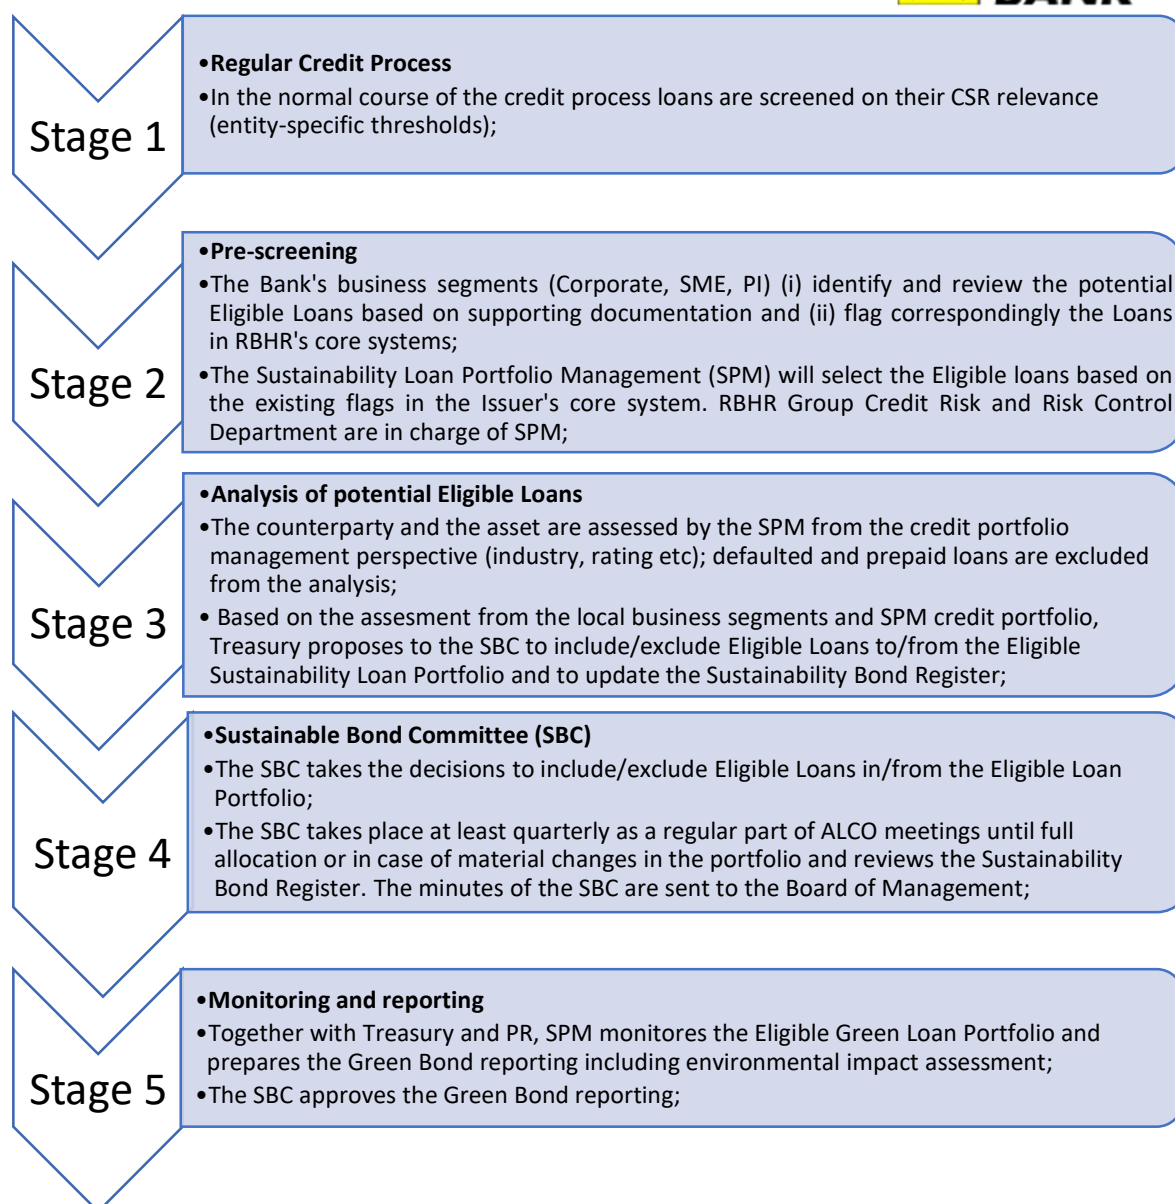 BANK
Stage 1
•Regular Credit Process
•In the normal course of the credit process loans are screened on their CSR relevance
(entity-specific thresholds);
Stage 2
•Pre-screening
•The Bank's business segments (Corporate, SME, PI) (i) identify and review the potential
Eligible Loans based on supporting documentation and (ii) flag correspondingly the Loans
in RBHR's core systems;
•The Sustainability Loan Portfolio Management (SPM) will select the Eligible loans based on
the existing flags in the Issuer's core system. RBHR Group Credit Risk and Risk Control
Department are in charge of SPM;
Stage 3
•Analysis of potential Eligible Loans
•The counterparty and the asset are assessed by the SPM from the credit portfolio
management perspective (industry, rating etc); defaulted and prepaid loans are excluded
from the analysis;
• Based on the assesment from the local business segments and SPM credit portfolio,
Treasury proposes to the SBC to include/exclude Eligible Loans to/from the Eligible
Sustainability Loan Portfolio and to update the Sustainability Bond Register;
Stage 4
•Sustainable Bond Committee (SBC)
•The SBC takes the decisions to include/exclude Eligible Loans in/from the Eligible Loan
Portfolio;
•The SBC takes place at least quarterly as a regular part of ALCO meetings until full
allocation or in case of material changes in the portfolio and reviews the Sustainability
Bond Register. The minutes of the SBC are sent to the Board of Management;
Stage 5
•Monitoring and reporting
•Together with Treasury and PR, SPM monitores the Eligible Green Loan Portfolio and
prepares the Green Bond reporting including environmental impact assessment;
•The SBC approves the Green Bond reporting;